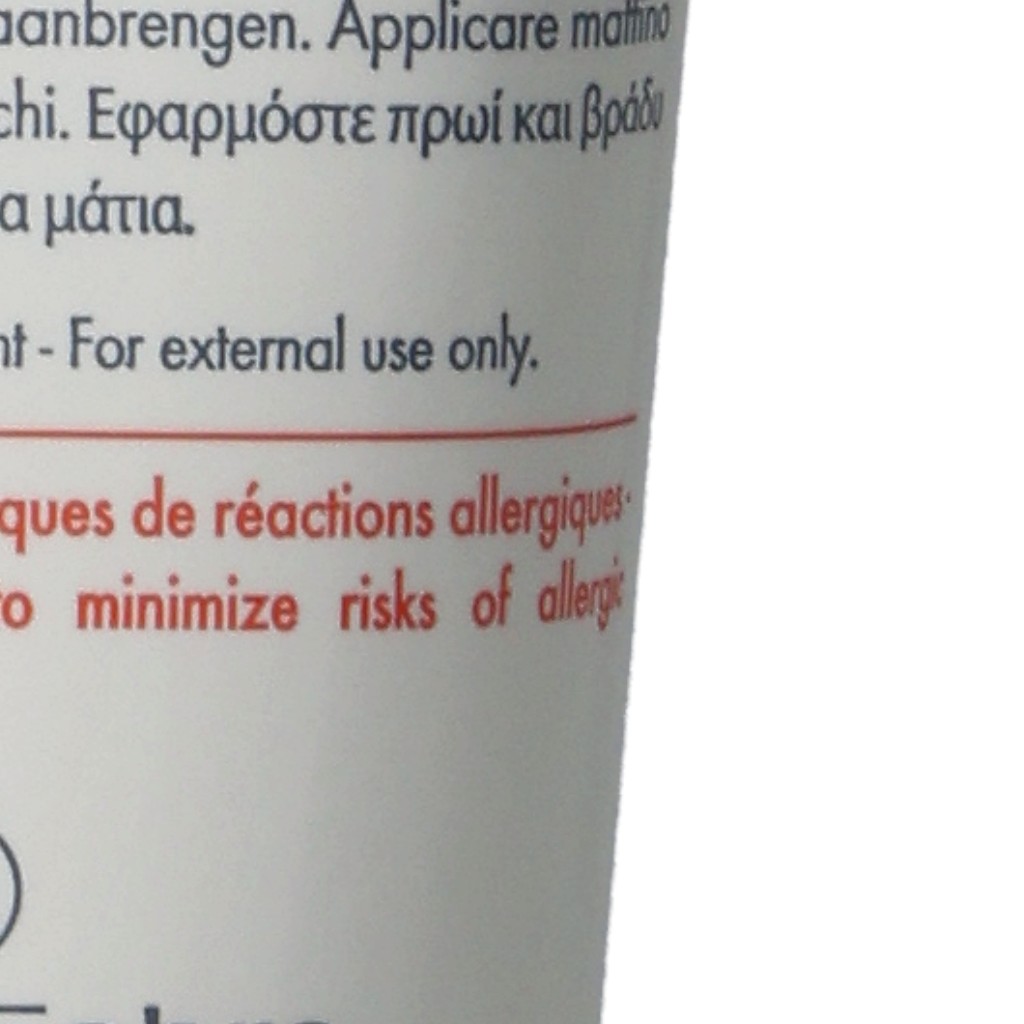 aanbrengen. Applicare mattino
chi. Εφαρμόστε πρωί και βράδυ
α μάτια.
nt - For external use only.
ques de réactions allergiques·
to minimize risks of allergic